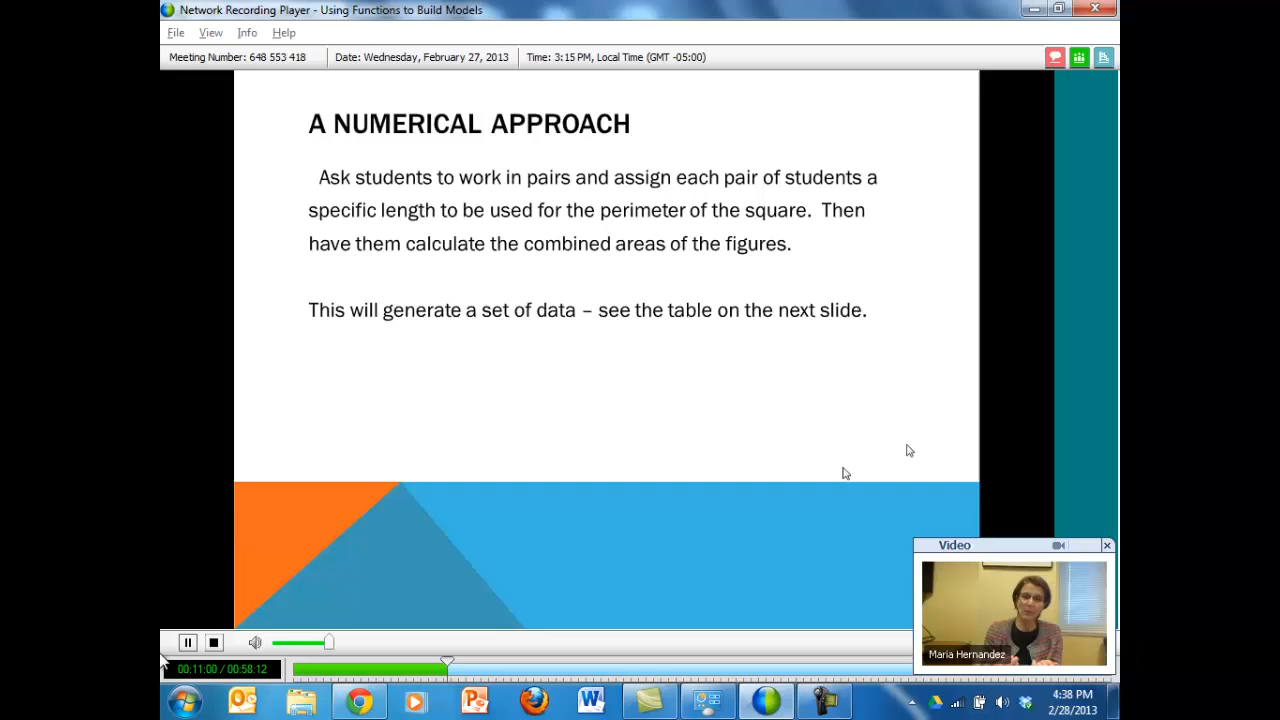 Network Recording Player - Using Functions to Build Models
File View Info Help
Meeting Number: 648 553 418 Date: Wednesday, February 27, 2013 Time: 3:15 PM, Local Time (GMT -05:00)
A NUMERICAL APPROACH
Ask students to work in pairs and assign each pair of students a
specific length to be used for the perimeter of the square. Then
have them calculate the combined areas of the figures.
This will generate a set of data – see the table on the next slide.
Video
Maria Hernandez
00:11:00 / 00:58:12
4:38 PM
2/28/2013